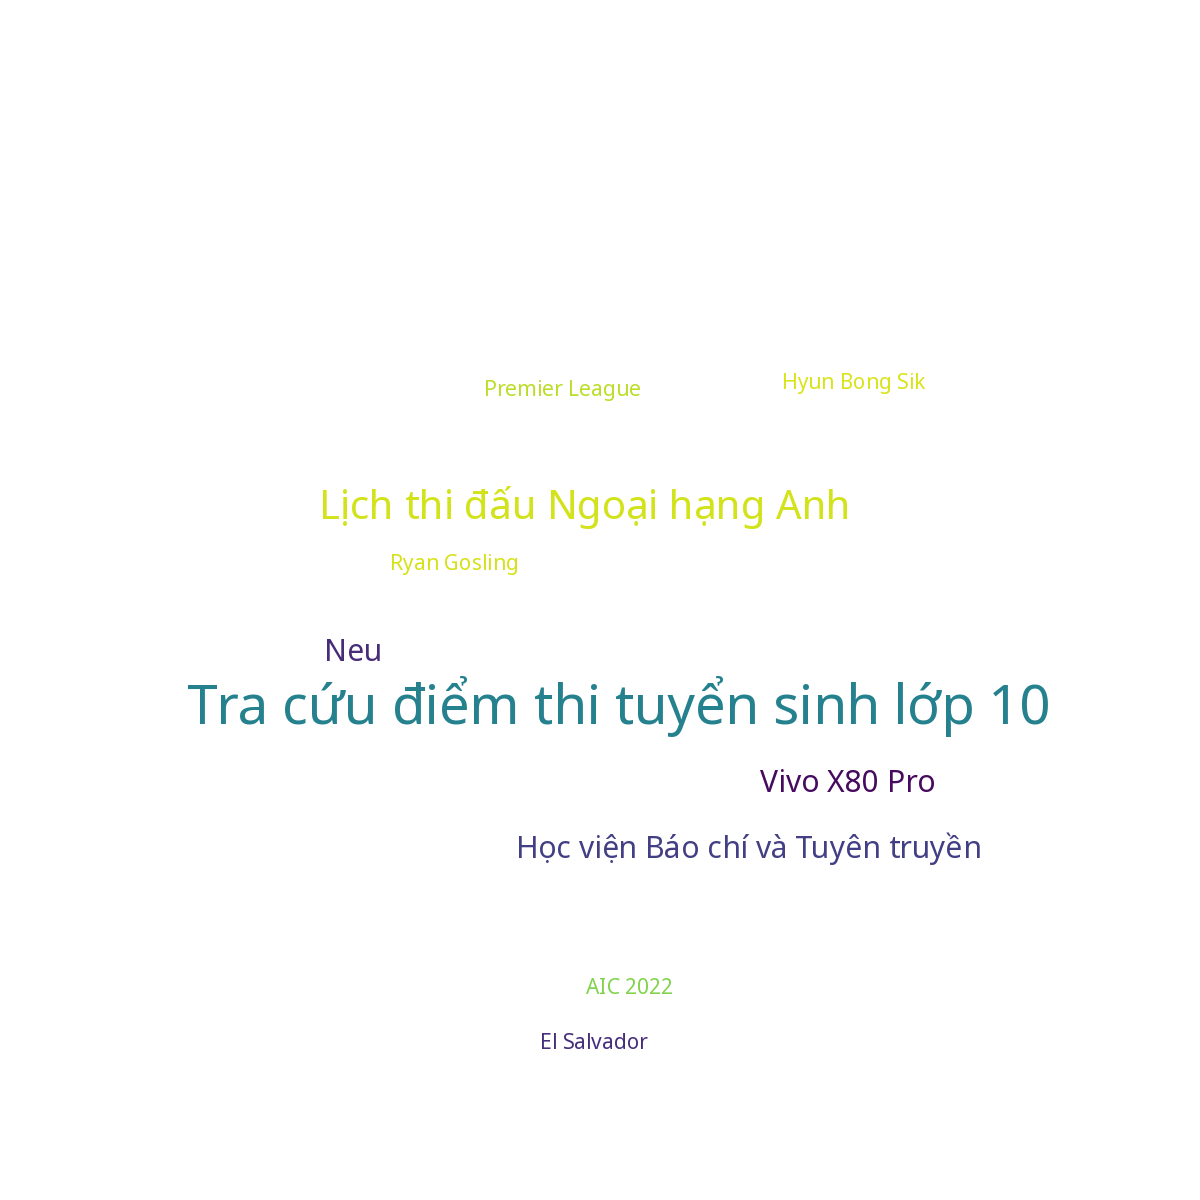 Hyun Bong Sik
Premier League
Lịch thi đấu Ngoại hạng Anh
Ryan Gosling
Neu
Tra cứu điểm thi tuyển sinh lớp 10
Vivo X80 Pro
Học viện Báo chí và Tuyên truyền
AIC 2022
El Salvador